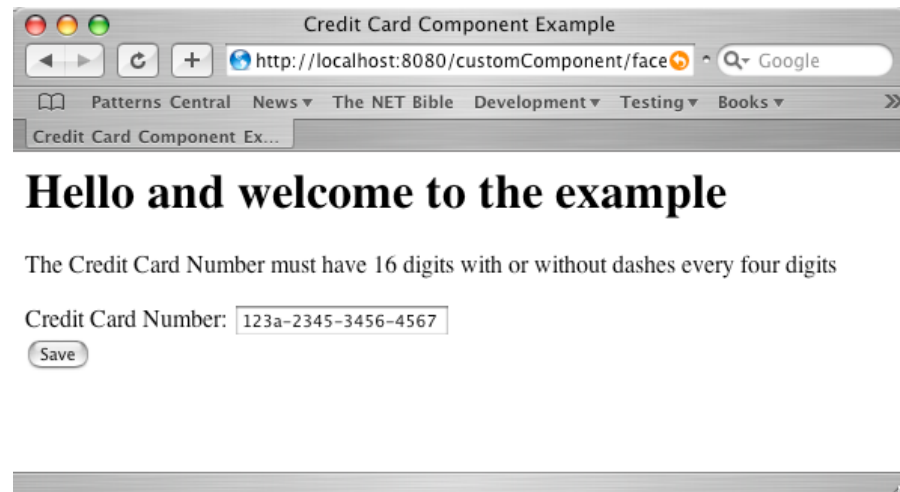 Credit Card Component Example
http://localhost:8080/customComponent/face
Google
Patterns Central News The NET Bible Development Testing Books
Credit Card Component Ex...
Hello and welcome to the example
The Credit Card Number must have 16 digits with or without dashes every four digits
Credit Card Number: 123a-2345-3456-4567
Save